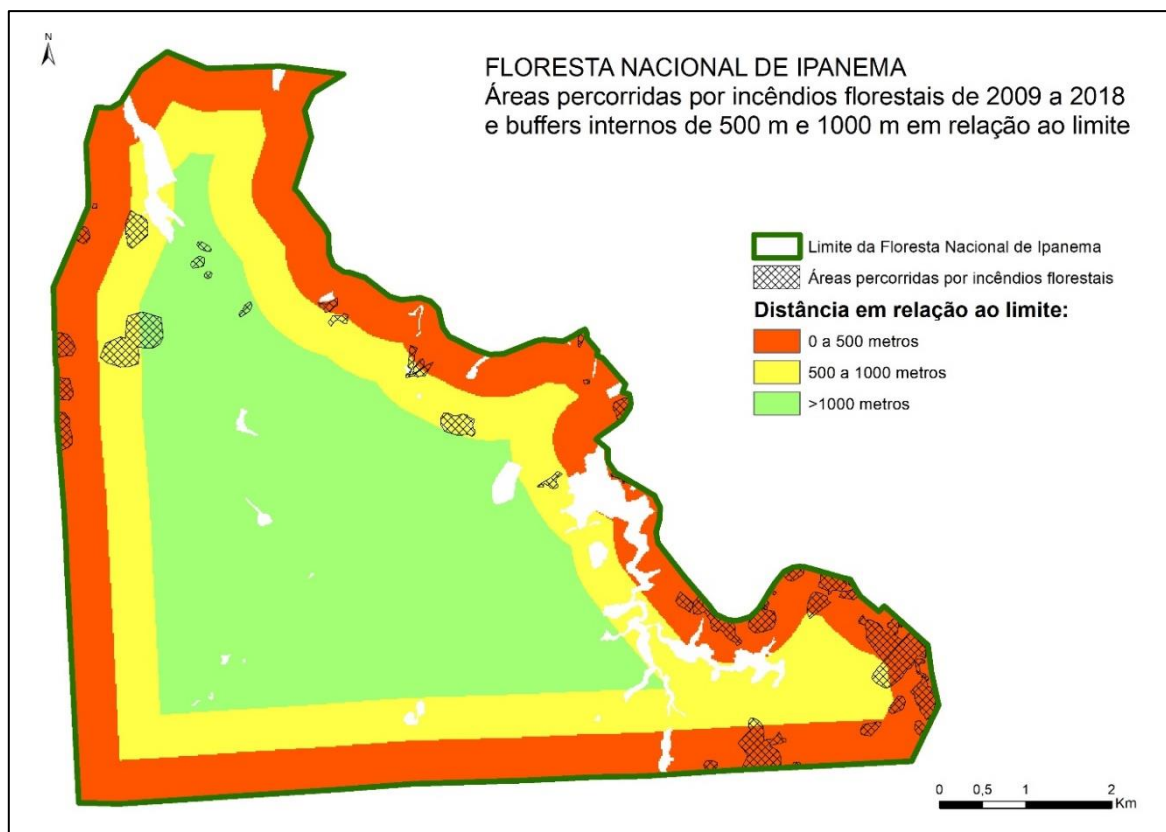 N
FLORESTA NACIONAL DE IPANEMA
Áreas percorridas por incêndios florestais de 2009 a 2018
e buffers internos de 500 m e 1000 m em relação ao limite
Limite da Floresta Nacional de Ipanema
Áreas percorridas por incêndios florestais
Distância em relação ao limite:
0 a 500 metros
500 a 1000 metros
>1000 metros
0 0,5 1 2
Km